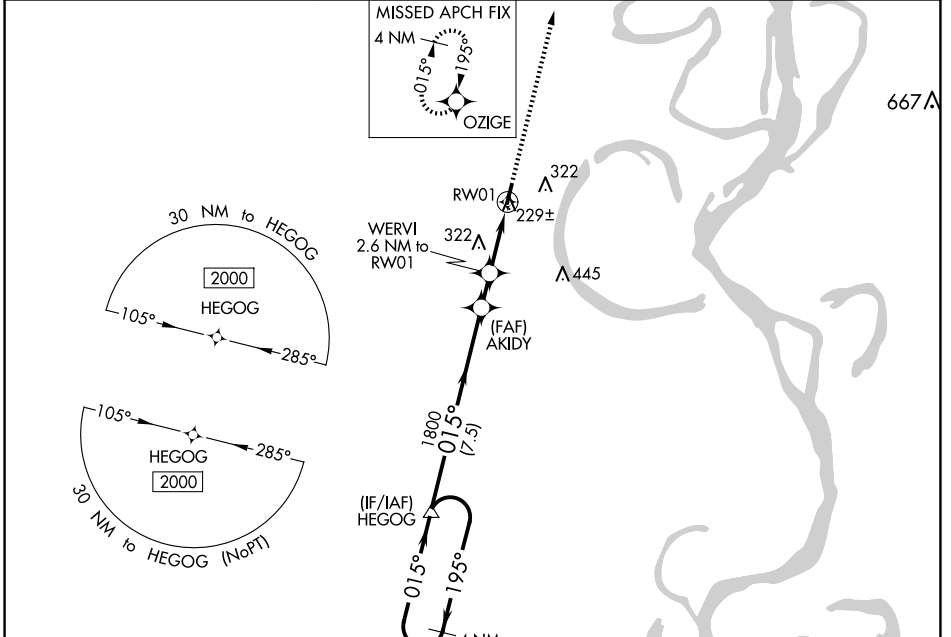 MISSED APCH FIX
4 NM
015°
195°
OZIGE
667
RW01
322
229±
WERVI
2.6 NM to
RW01
322
445
(FAF)
AKIDY
30 NM to HEGOG
2000
HEGOG
105°
285°
105°
285°
HEGOG
2000
30 NM to HEGOG (NoPT)
1800
015°
(7.5)
(IF/IAF)
HEGOG
015°
195°
4 NM